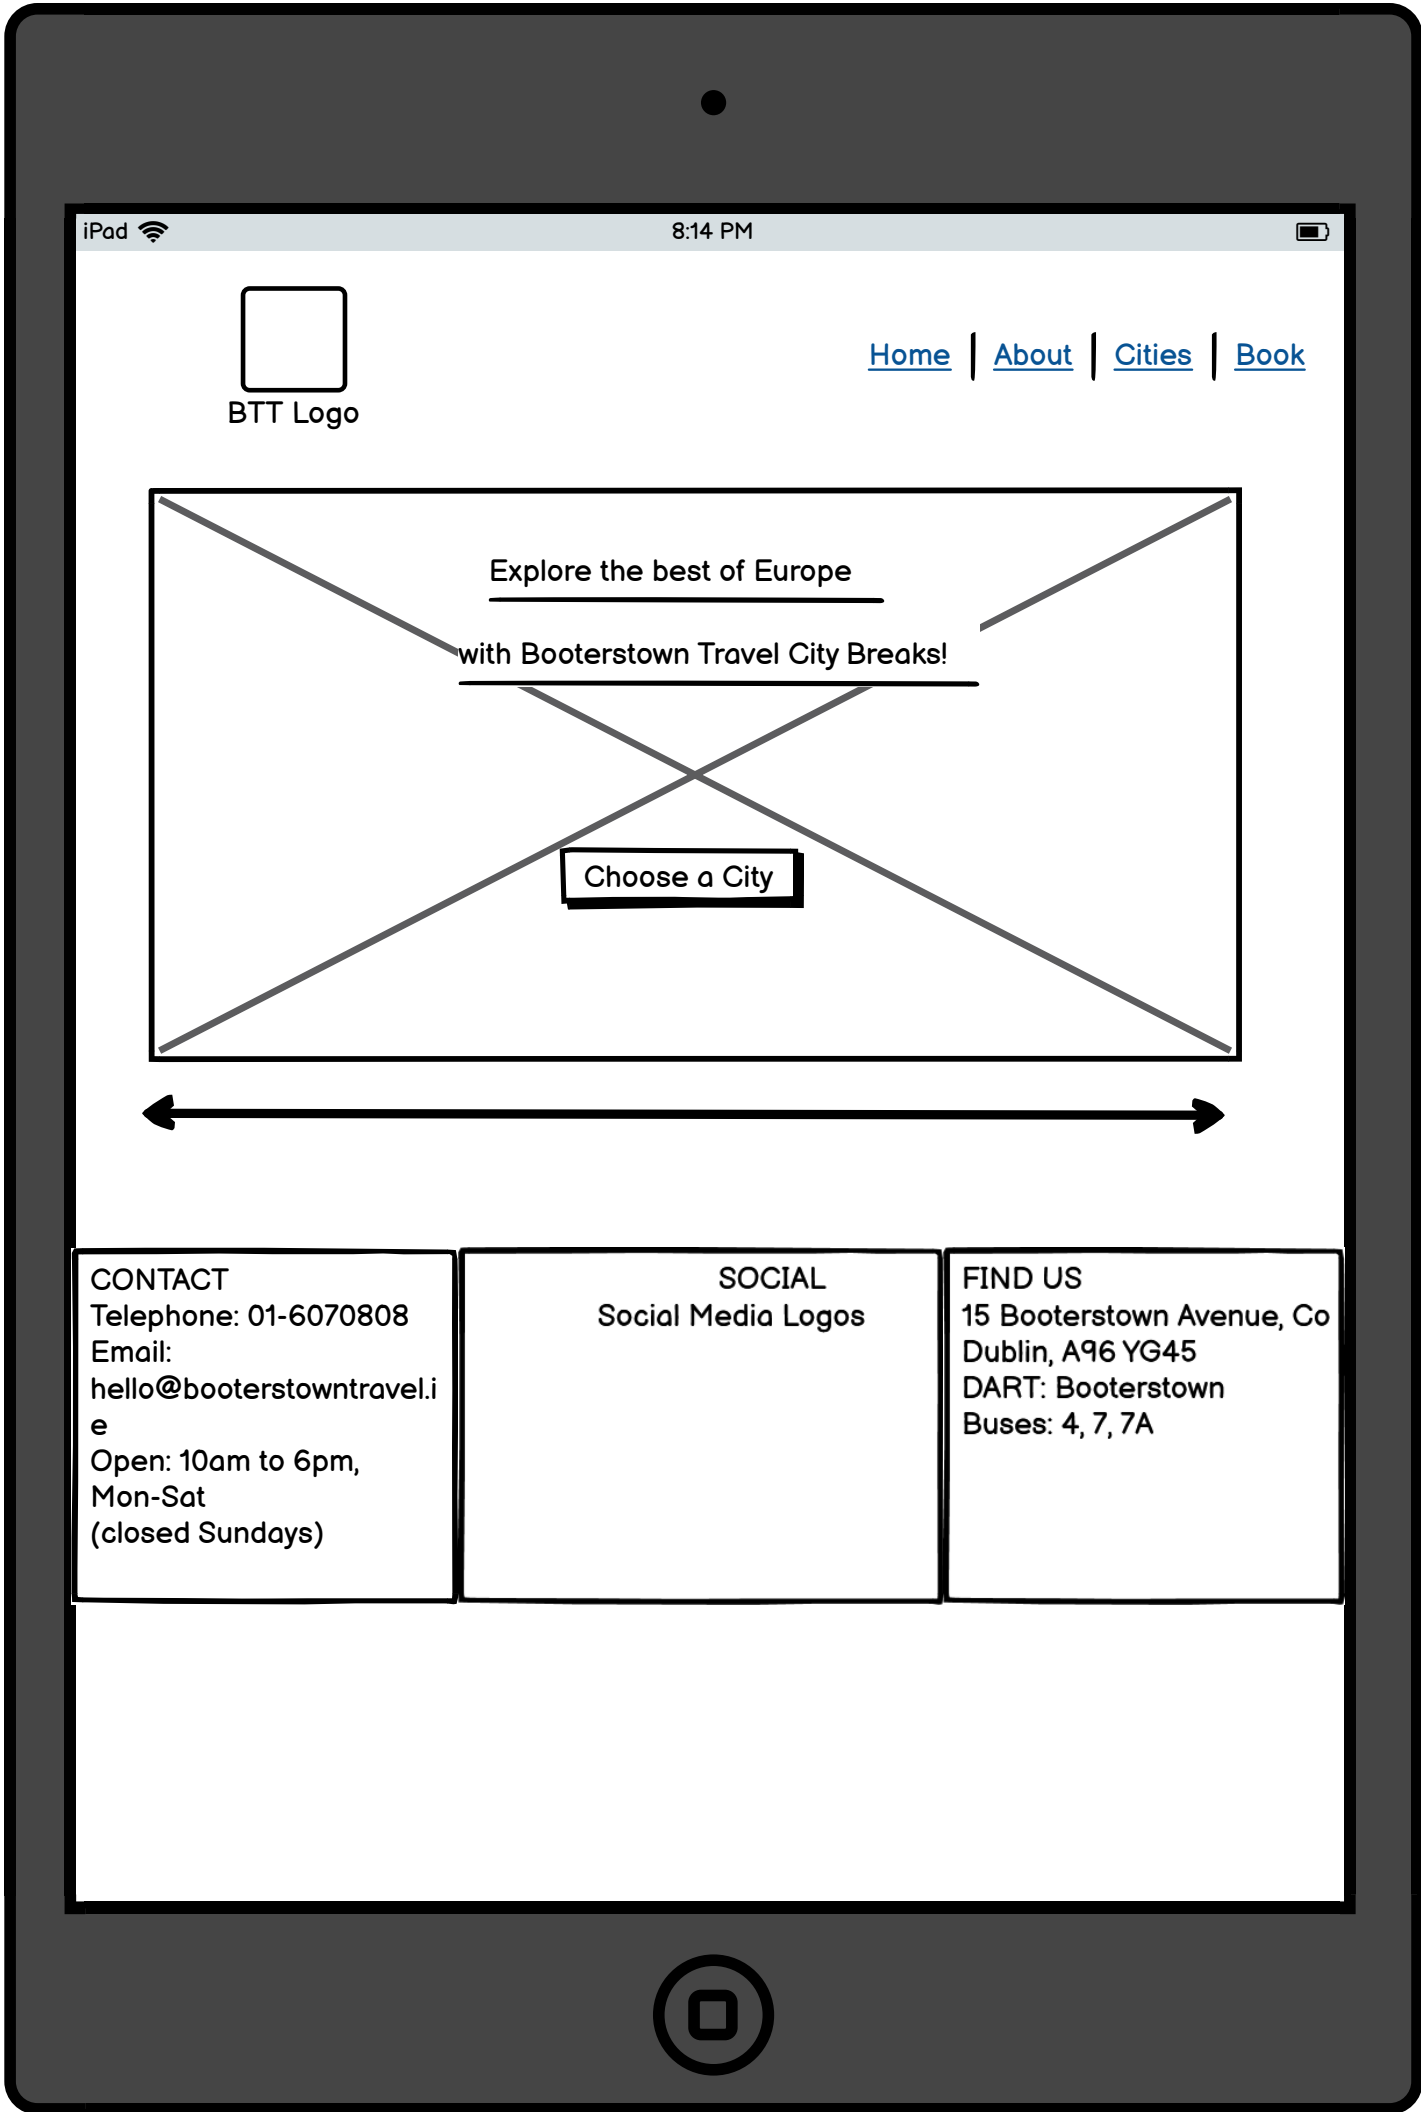 iPad
8:14 PM
Home
About
Cities
Book
BTT Logo
Explore the best of Europe
with Booterstown Travel City Breaks!
Choose a City
CONTACT
Telephone: 01-6070808
Email:
hello@booterstowntravel.i
e
Open: 10am to 6pm,
Mon-Sat
(closed Sundays)
SOCIAL
Social Media Logos
FIND US
15 Booterstown Avenue, Co
Dublin, A96 YG45
DART: Booterstown
Buses: 4, 7, 7A